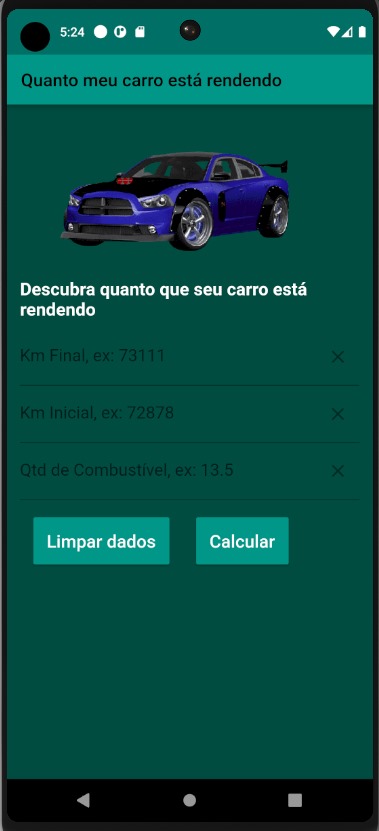 5:24
Quanto meu carro está rendendo
Descubra quanto que seu carro está
rendendo
Km Final, ex: 73111
Km Inicial, ex: 72878
Qtd de Combustível, ex: 13.5
Limpar dados
Calcular